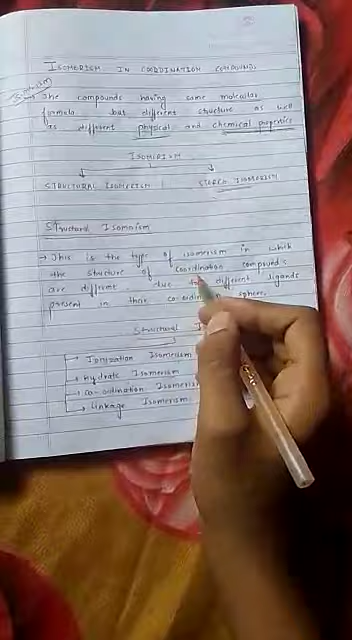 ISOMERISM IN COORDINATION COMPOUNDS
Isomerism
→ The compounds having same molecular
formula but different structure as well
as different physical and chemical properties
ISOMERISM
STRUCTURAL ISOMERISM STEREO ISOMERISM
Structural Isomerism
→ This is the type of isomerism in which
the structure of coordination compounds
are different due to different ligands
present in their co-ordination sphere.
Structural
→ Ionization Isomerism
→ hydrate Isomerism
→ co-ordination Isomerism
→ linkage Isomerism